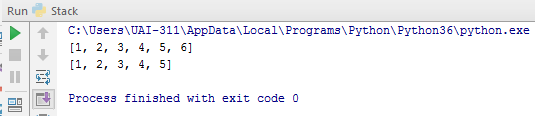 Run Stack
C:\Users\UAI-311\AppData\Local\Programs\Python\Python36\python.exe
[1, 2, 3, 4, 5, 6]
[1, 2, 3, 4, 5]
Process finished with exit code 0